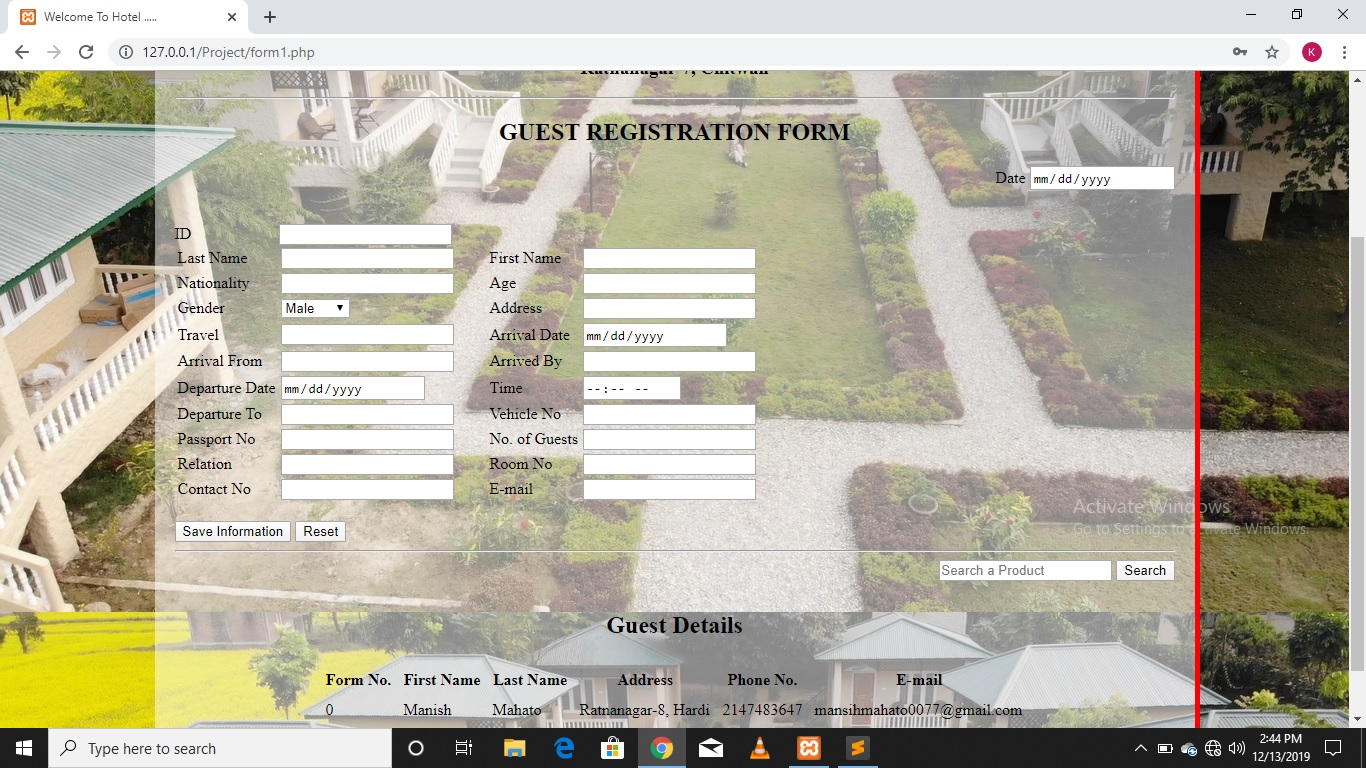 Welcome To Hotel .....
127.0.0.1/Project/form1.php
K
Ratnanagar-7, Chitwan
GUEST REGISTRATION FORM
Date mm/dd/yyyy
ID
Last Name First Name
Nationality Age
Gender Male Address
Travel Arrival Date mm/dd/yyyy
Arrival From Arrived By
Departure Date mm/dd/yyyy Time --:-- --
Departure To Vehicle No
Passport No No. of Guests
Relation Room No
Contact No E-mail
Activate Windows
Go to Settings to activate Windows.
Save Information Reset
Search a Product Search
Guest Details
Form No. First Name Last Name Address Phone No. E-mail
0 Manish Mahato Ratnanagar-8, Hardi 2147483647 mansihmahato0077@gmail.com
Type here to search
2:44 PM
12/13/2019